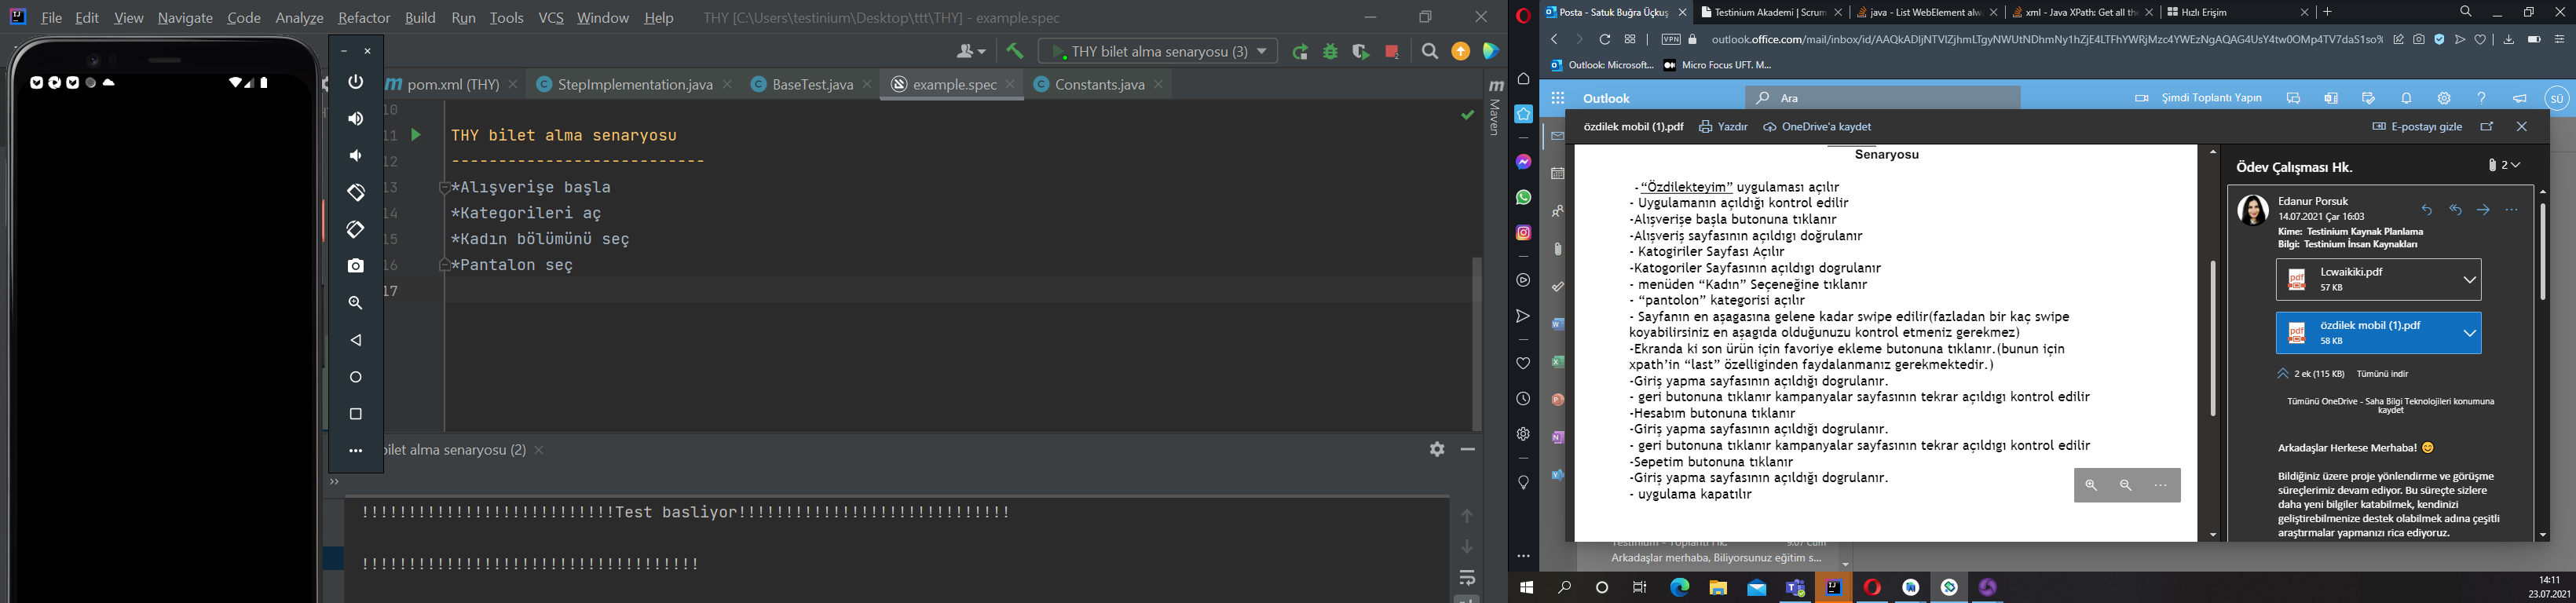 File Edit View Navigate Code Analyze Refactor Build Run Tools VCS Window Help THY [C:\Users\testinium\Desktop\ttt\THY] - example.spec
THY bilet alma senaryosu (3)
pom.xml (THY) StepImplementation.java BaseTest.java example.spec Constants.java
Maven
10
11 THY bilet alma senaryosu
12 ---------------------------
13 *Alışverişe başla
14 *Kategorileri aç
15 *Kadın bölümünü seç
16 *Pantalon seç
17
bilet alma senaryosu (2)
!!!!!!!!!!!!!!!!!!!!!!!!!!!Test basliyor!!!!!!!!!!!!!!!!!!!!!!!!!!!!!
!!!!!!!!!!!!!!!!!!!!!!!!!!!!!!!!!!!!
Posta - Satuk Buğra Üçkuş Testinium Akademi | Scrum java - List WebElement alw xml - Java XPath: Get all the Hızlı Erişim
VPN outlook.office.com/mail/inbox/id/
Outlook: Microsoft... Micro Focus UFT. M...
Outlook Ara Şimdi Toplantı Yapın SÜ
özdilek mobil (1).pdf Yazdır OneDrive'a kaydet E-postayı gizle
Senaryosu
-“Özdilekteyim” uygulaması açılır
- Uygulamanın açıldığı kontrol edilir
-Alışverişe başla butonuna tıklanır
-Alışveriş sayfasının açıldıgı doğrulanır
- Katogiriler Sayfası Açılır
-Katogoriler Sayfasının açıldıgı dogrulanır
- menüden “Kadın” Seçeneğine tıklanır
- “pantolon” kategorisi açılır
- Sayfanın en aşagasına gelene kadar swipe edilir(fazladan bir kaç swipe
koyabilirsiniz en aşagıda olduğunuzu kontrol etmeniz gerekmez)
-Ekranda ki son ürün için favoriye ekleme butonuna tıklanır.(bunun için
xpath’in “last” özelliginden faydalanmanız gerekmektedir.)
-Giriş yapma sayfasının açıldığı dogrulanır.
- geri butonuna tıklanır kampanyalar sayfasının tekrar açıldıgı kontrol edilir
-Hesabım butonuna tıklanır
-Giriş yapma sayfasının açıldığı dogrulanır.
- geri butonuna tıklanır kampanyalar sayfasının tekrar açıldıgı kontrol edilir
-Sepetim butonuna tıklanır
-Giriş yapma sayfasının açıldığı dogrulanır.
- uygulama kapatılır
Arkadaşlar merhaba. Biliyorsunuz eğitim s...
Ödev Çalışması Hk. 2
Edanur Porsuk
14.07.2021 Çar 16:03
Kime: Testinium Kaynak Planlama
Bilgi: Testinium İnsan Kaynakları
Lcwaikiki.pdf
57 KB
özdilek mobil (1).pdf
58 KB
2 ek (115 KB) Tümünü indir
Tümünü OneDrive - Saha Bilgi Teknolojileri konumuna
kaydet
Arkadaşlar Herkese Merhaba! 😊
Bildiğiniz üzere proje yönlendirme ve görüşme
süreçlerimiz devam ediyor. Bu süreçte sizlere
daha yeni bilgiler katabilmek, kendinizi
geliştirebilmenize destek olabilmek adına çeşitli
araştırmalar yapmanızı rica ediyoruz.
14:11
23.07.2021